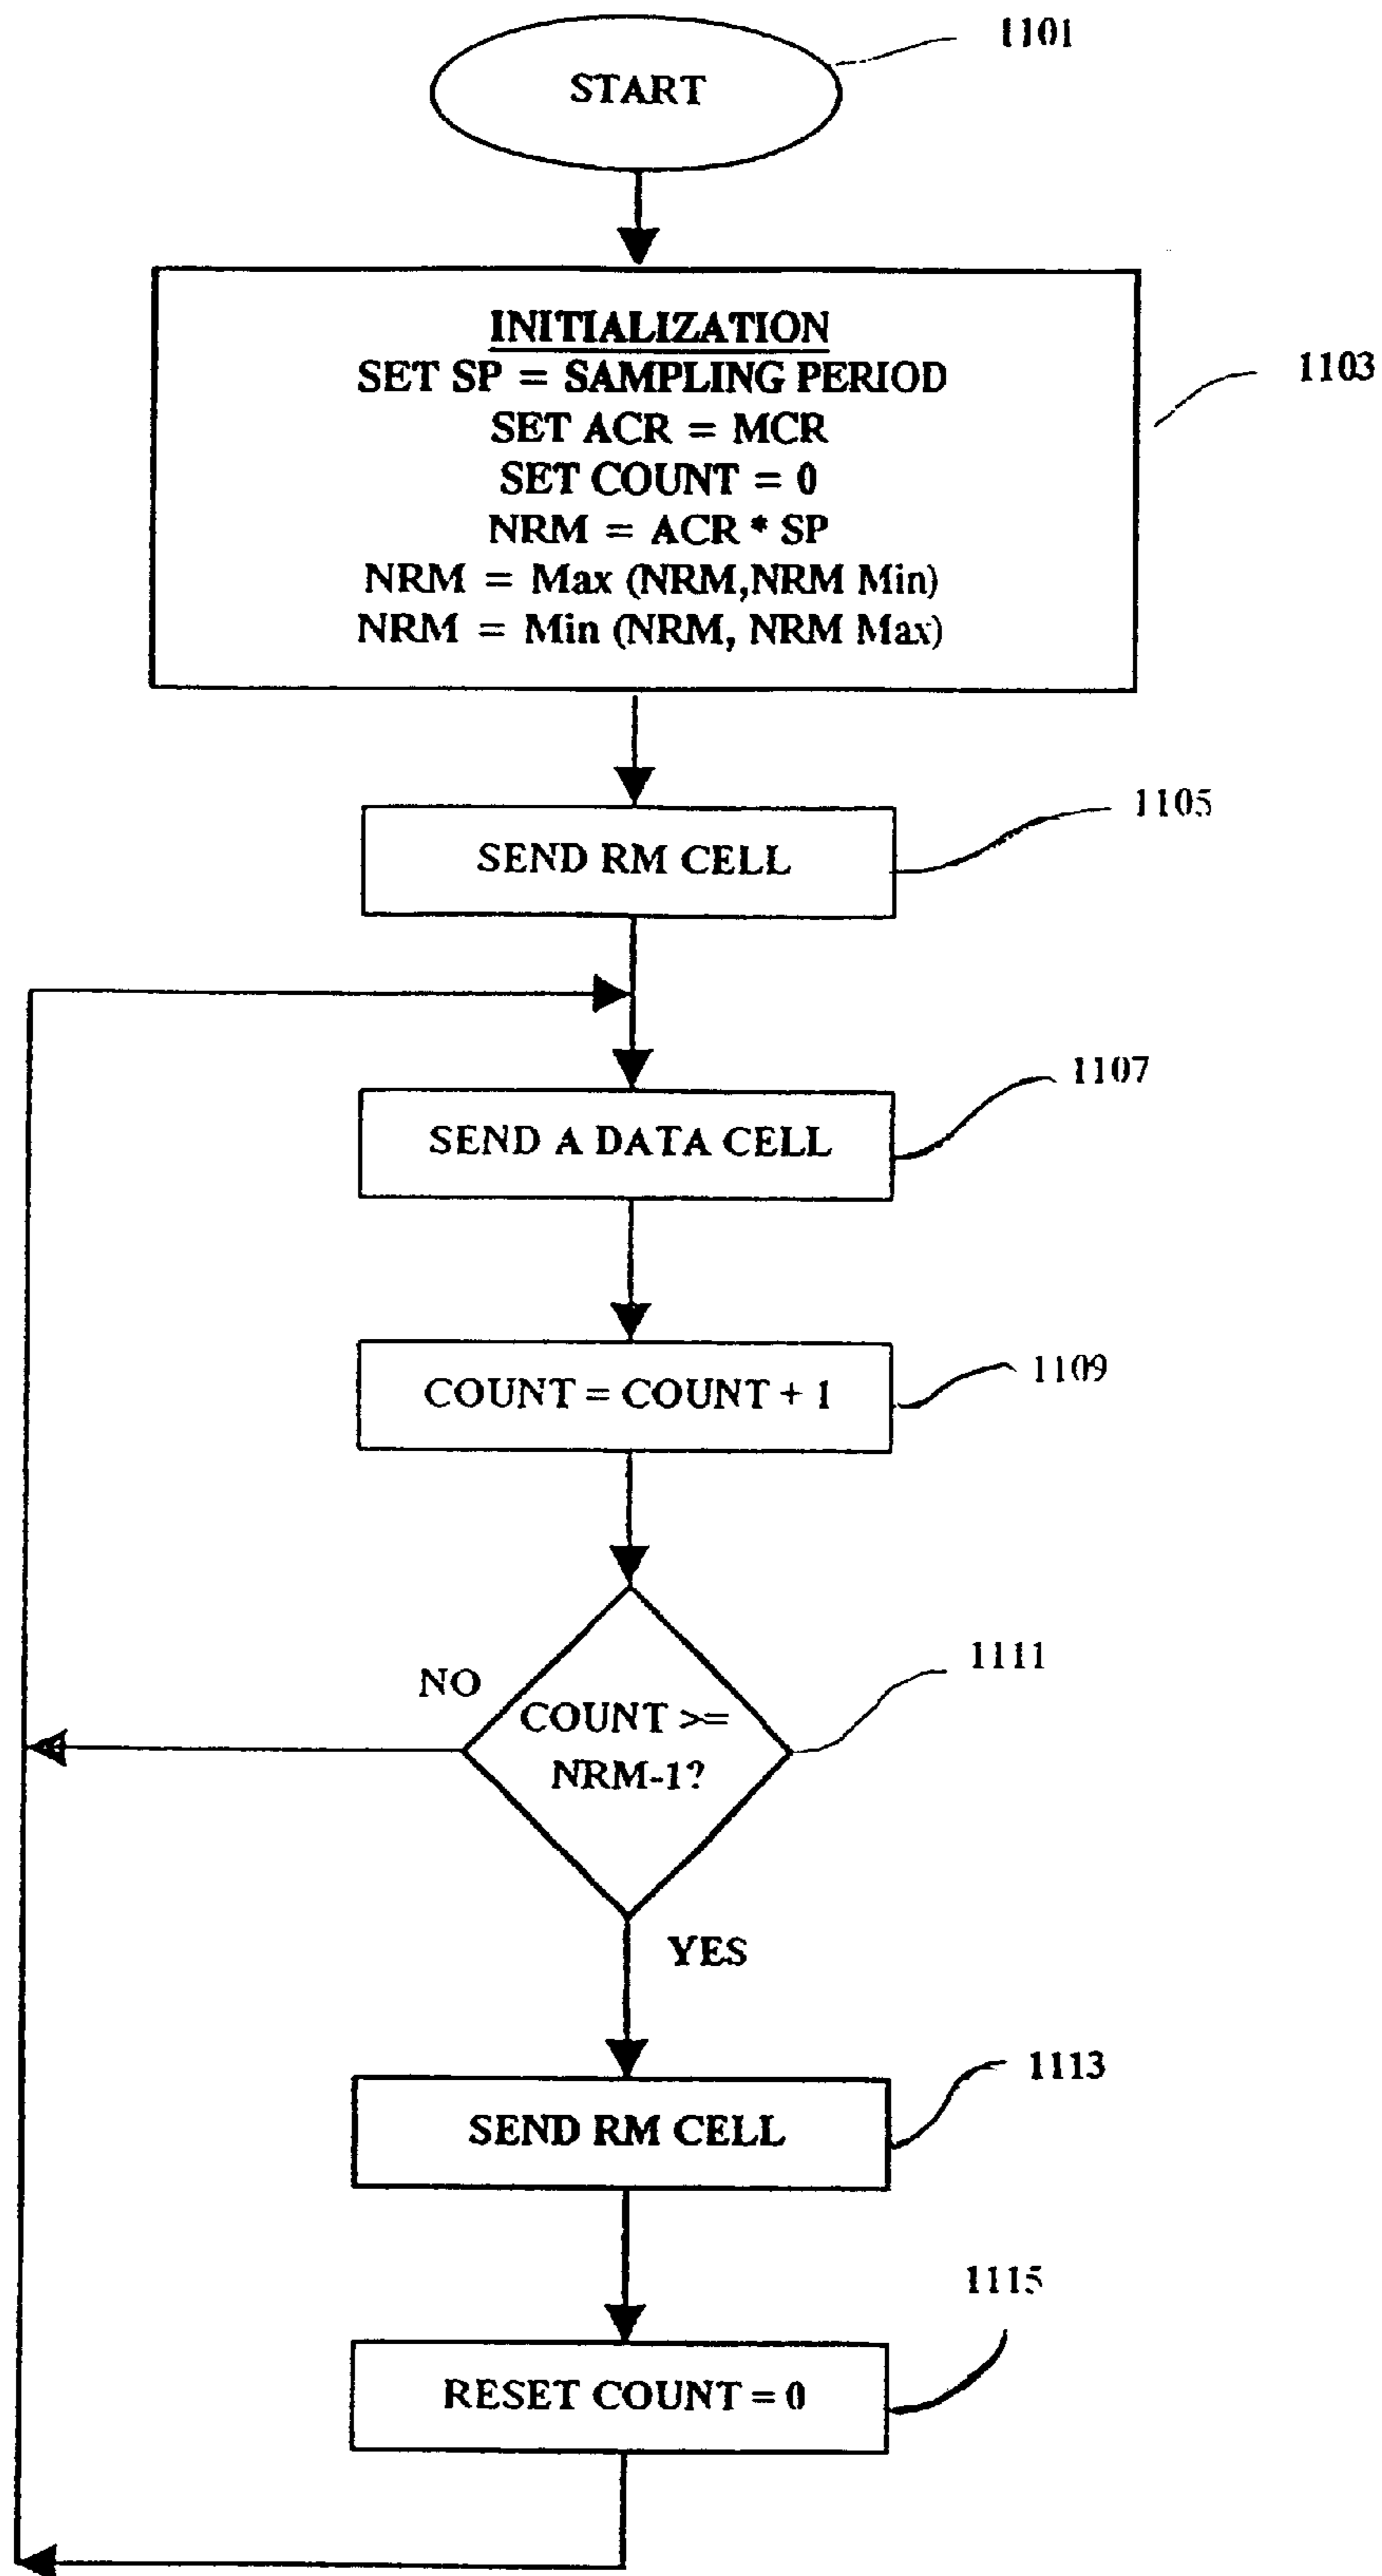 1101
START
INITIALIZATION
SET SP = SAMPLING PERIOD
SET ACR = MCR
SET COUNT = 0
NRM = ACR * SP
NRM = Max (NRM,NRM Min)
NRM = Min (NRM, NRM Max)
1103
1105
SEND RM CELL
1107
SEND A DATA CELL
1109
COUNT = COUNT + 1
1111
NO
COUNT >=
NRM-1?
YES
1113
SEND RM CELL
1115
RESET COUNT = 0